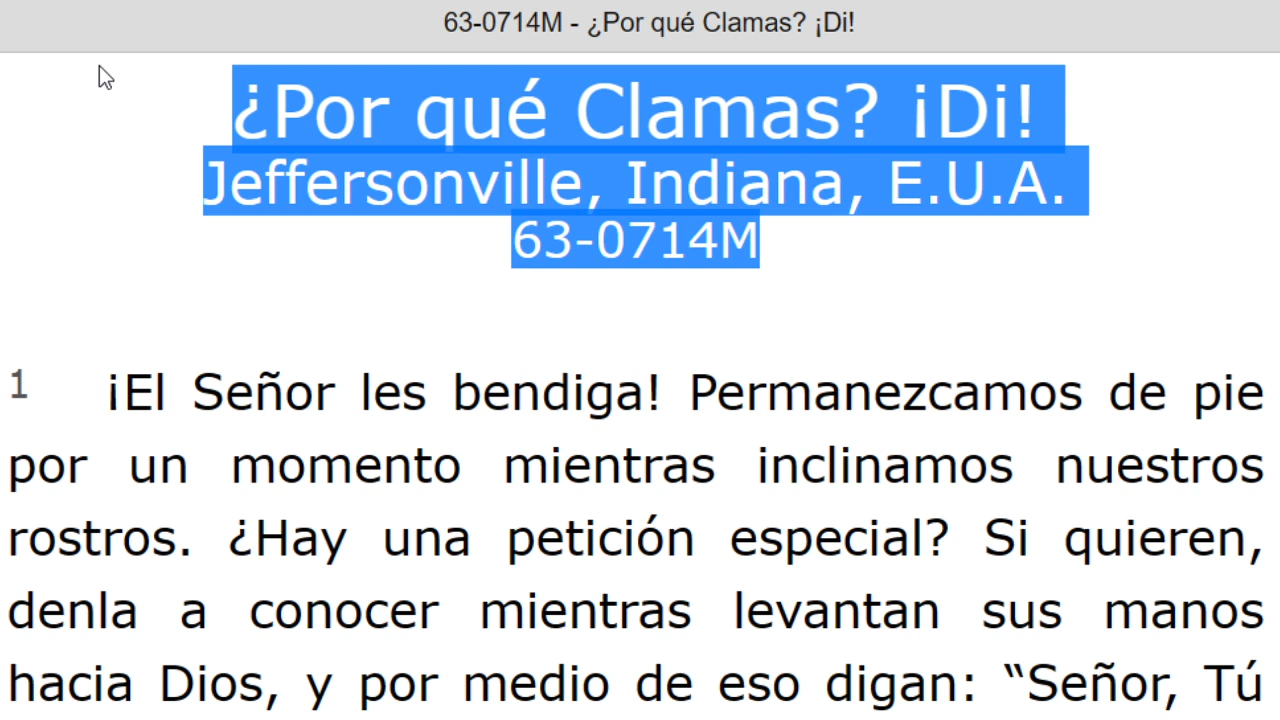 63-0714M - ¿Por qué Clamas? ¡Di!
¿Por qué Clamas? ¡Di!
Jeffersonville, Indiana, E.U.A.
63-0714M
1 ¡El Señor les bendiga! Permanezcamos de pie
por un momento mientras inclinamos nuestros
rostros. ¿Hay una petición especial? Si quieren,
denla a conocer mientras levantan sus manos
hacia Dios, y por medio de eso digan: “Señor, Tú